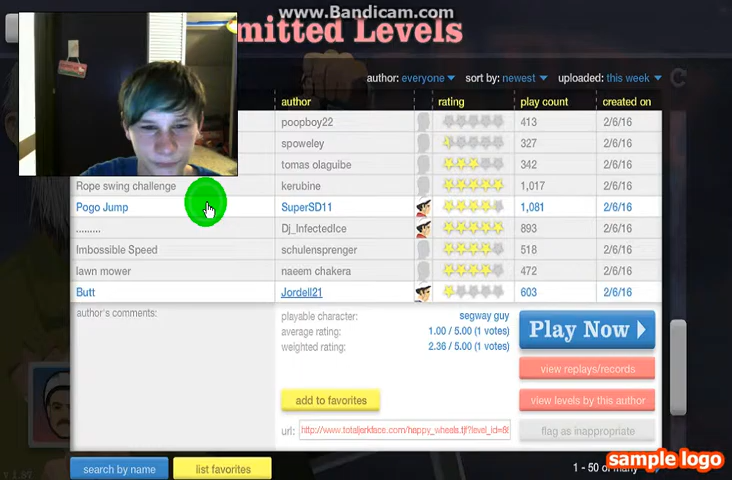 www.Bandicam.com
mitted Levels
author: everyone sort by: newest uploaded: this week
author rating play count created on
poopboy22 413 2/6/16
spoweley 327 2/6/16
tomas olaguibe 342 2/6/16
Rope swing challenge kerubine 1,017 2/6/16
Pogo Jump SuperSD11 1,081 2/6/16
......... Dj_InfectedIce 893 2/6/16
Imbossible Speed schulensprenger 518 2/6/16
lawn mower naeem chakera 472 2/6/16
Butt Jordell21 603 2/6/16
author's comments:
playable character: segway guy
average rating: 1.00 / 5.00 (1 votes)
weighted rating: 2.36 / 5.00 (1 votes)
Play Now
view replays/records
add to favorites
view levels by this author
url: http://www.totaljerkface.com/happy_wheels.tjf?level_id=6
flag as inappropriate
search by name
list favorites
1 - 50 of many
sample logo